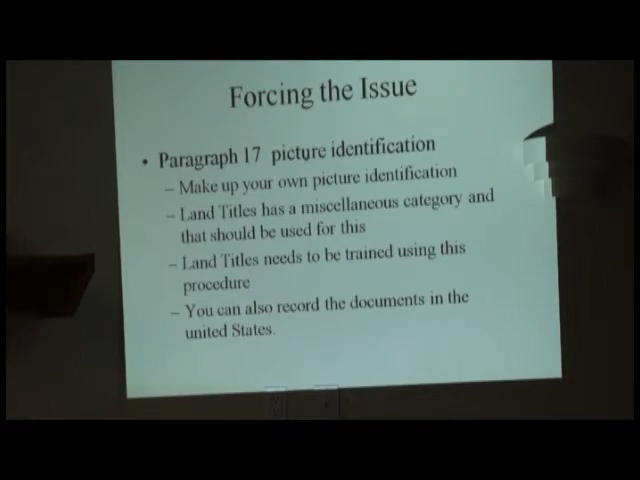 Forcing the Issue
• Paragraph 17 picture identification
– Make up your own picture identification
– Land Titles has a miscellaneous category and
that should be used for this
– Land Titles needs to be trained using this
procedure
– You can also record the documents in the
united States.